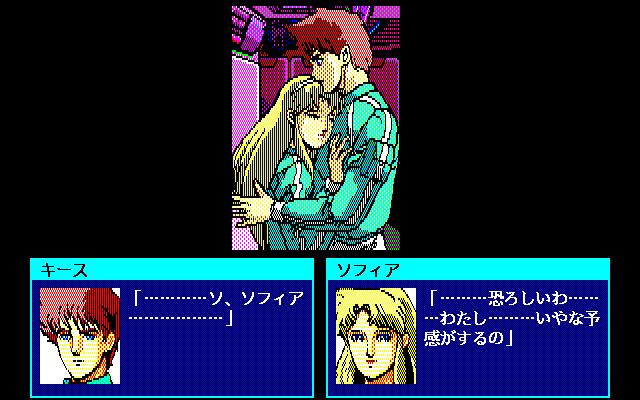 キース
「…………ソ、ソフィア
………………」
ソフィア
「………恐ろしいわ……
…わたし………いやな予
感がするの」